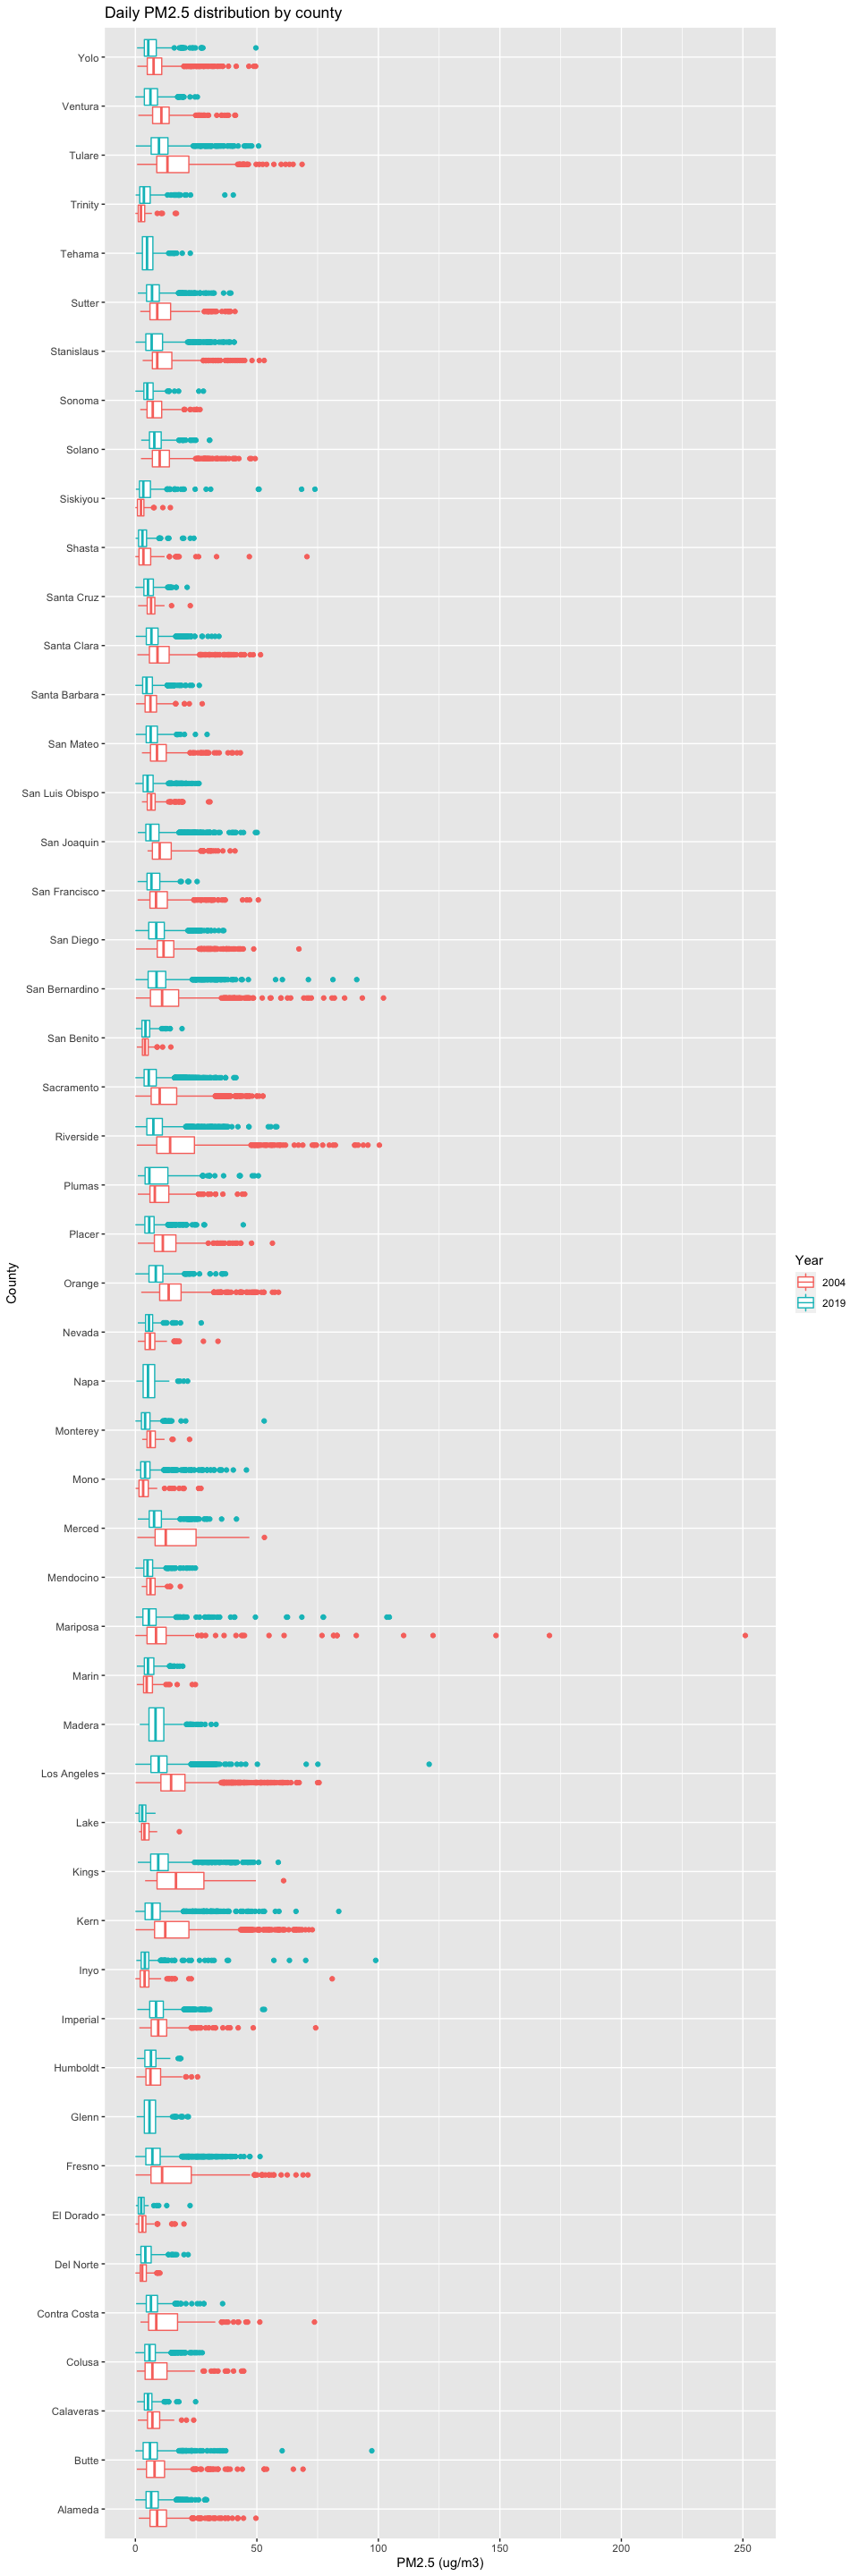 Daily PM2.5 distribution by county
Yolo
Ventura
Tulare
Trinity
Tehama
Sutter
Stanislaus
Sonoma
Solano
Siskiyou
Shasta
Santa Cruz
Santa Clara
Santa Barbara
San Mateo
San Luis Obispo
San Joaquin
San Francisco
San Diego
San Bernardino
San Benito
Sacramento
Riverside
Plumas
Placer
Orange
Nevada
Napa
Monterey
Mono
Merced
Mendocino
Mariposa
Marin
Madera
Los Angeles
Lake
Kings
Kern
Inyo
Imperial
Humboldt
Glenn
Fresno
El Dorado
Del Norte
Contra Costa
Colusa
Calaveras
Butte
Alameda
County
0 50 100 150 200 250
PM2.5 (ug/m3)
Year
2004
2019